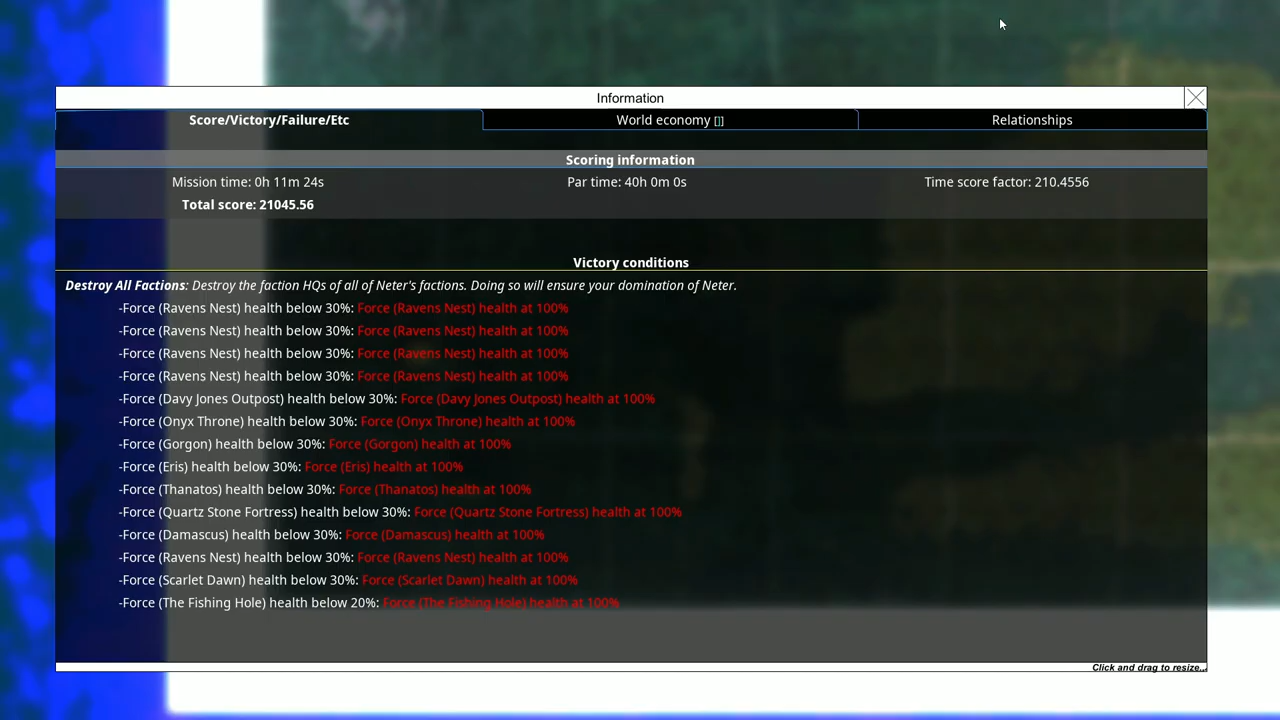 Information
Score/Victory/Failure/Etc World economy [] Relationships
Scoring information
Mission time: 0h 11m 24s Par time: 40h 0m 0s Time score factor: 210.4556
Total score: 21045.56
Victory conditions
Destroy All Factions: Destroy the faction HQs of all of Neter's factions. Doing so will ensure your domination of Neter.
-Force (Ravens Nest) health below 30%: Force (Ravens Nest) health at 100%
-Force (Ravens Nest) health below 30%: Force (Ravens Nest) health at 100%
-Force (Ravens Nest) health below 30%: Force (Ravens Nest) health at 100%
-Force (Ravens Nest) health below 30%: Force (Ravens Nest) health at 100%
-Force (Davy Jones Outpost) health below 30%: Force (Davy Jones Outpost) health at 100%
-Force (Onyx Throne) health below 30%: Force (Onyx Throne) health at 100%
-Force (Gorgon) health below 30%: Force (Gorgon) health at 100%
-Force (Eris) health below 30%: Force (Eris) health at 100%
-Force (Thanatos) health below 30%: Force (Thanatos) health at 100%
-Force (Quartz Stone Fortress) health below 30%: Force (Quartz Stone Fortress) health at 100%
-Force (Damascus) health below 30%: Force (Damascus) health at 100%
-Force (Ravens Nest) health below 30%: Force (Ravens Nest) health at 100%
-Force (Scarlet Dawn) health below 30%: Force (Scarlet Dawn) health at 100%
-Force (The Fishing Hole) health below 20%: Force (The Fishing Hole) health at 100%
Click and drag to resize...